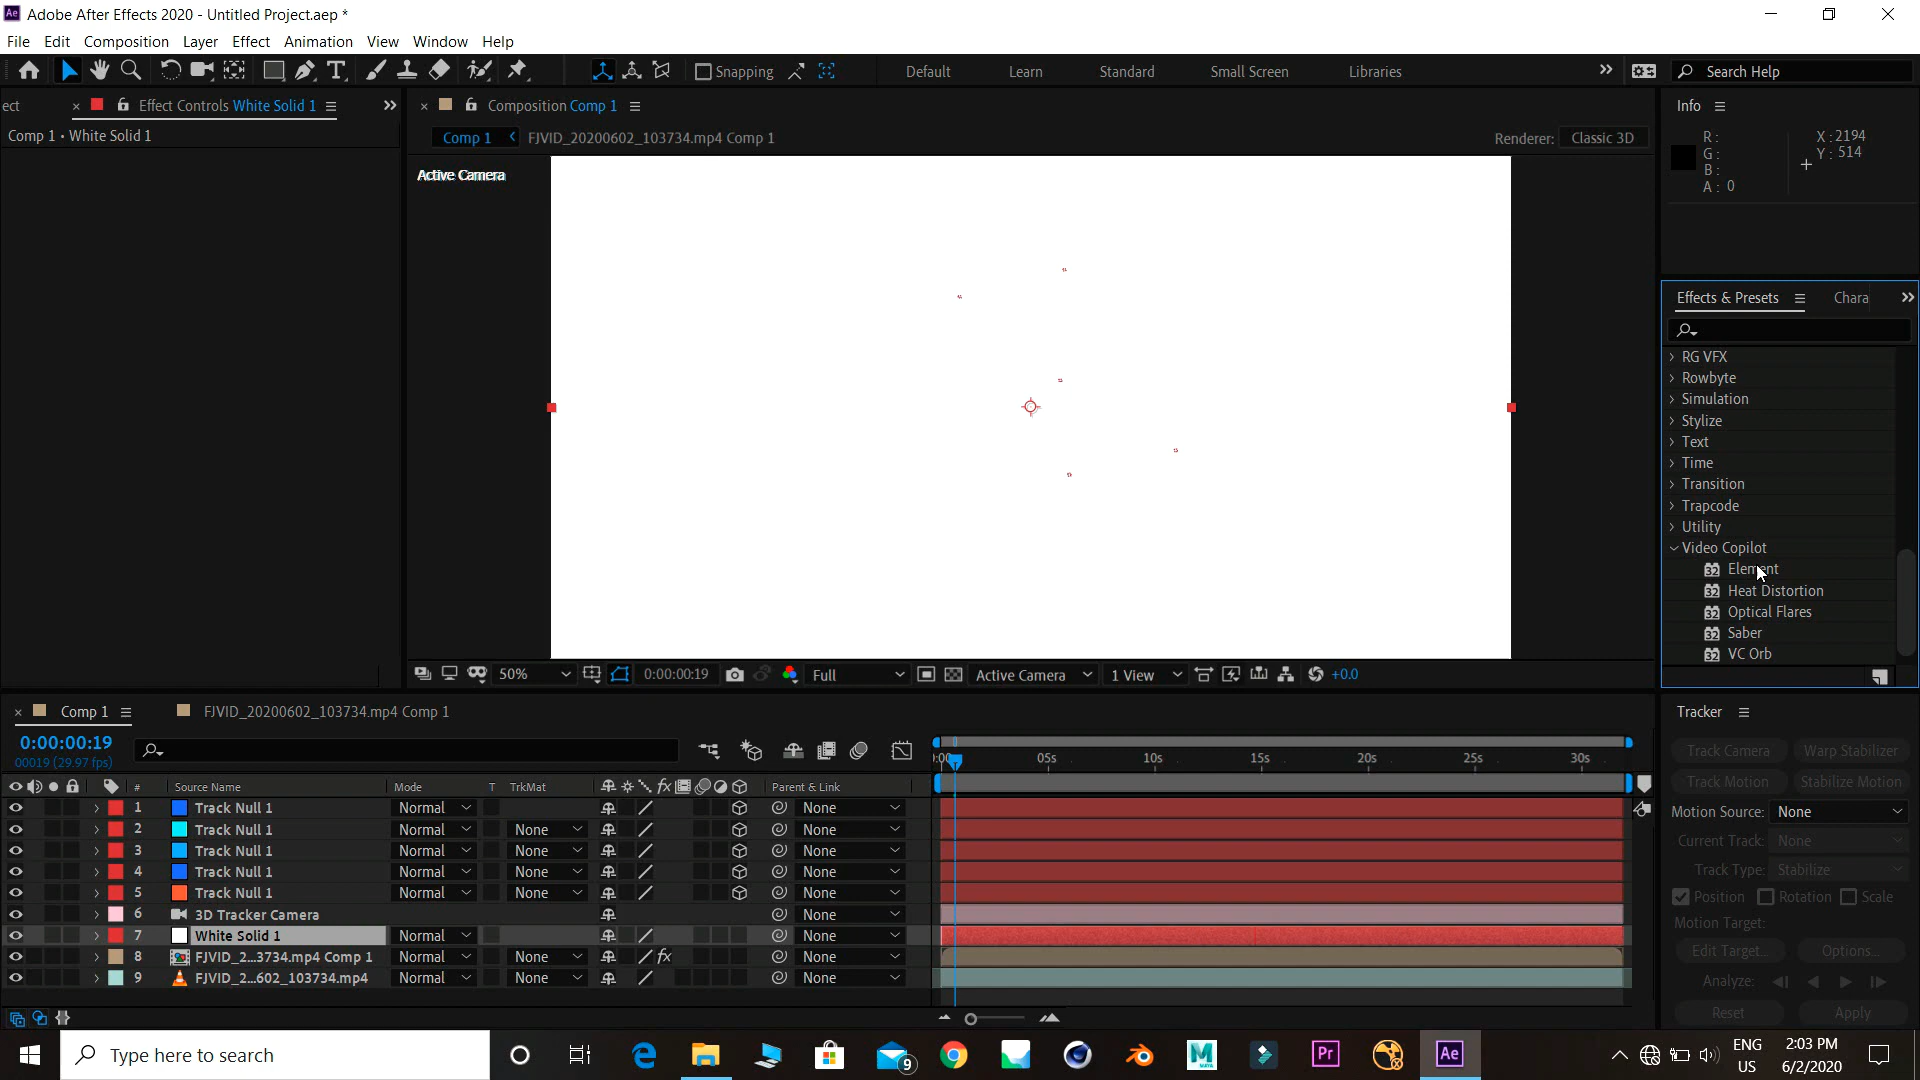 Adobe After Effects 2020 - Untitled Project.aep *
File Edit Composition Layer Effect Animation View Window Help
Snapping Default Learn Standard Small Screen Libraries Search Help
ect Effect Controls White Solid 1
Comp 1 • White Solid 1
Composition Comp 1
Comp 1 FJVID_20200602_103734.mp4 Comp 1
Renderer: Classic 3D
Active Camera
Info
R:
G:
B:
A: 0
X: 2194
Y: 514
Effects & Presets Chara
RG VFX
Rowbyte
Simulation
Stylize
Text
Time
Transition
Trapcode
Utility
Video Copilot
Element
Heat Distortion
Optical Flares
Saber
VC Orb
50% 0:00:00:19 Full Active Camera 1 View +0.0
Comp 1 FJVID_20200602_103734.mp4 Comp 1
0:00:00:19
00019 (29.97 fps)
:00 05s 10s 15s 20s 25s 30s
# Source Name Mode T TrkMat Parent & Link
1 Track Null 1 Normal None
2 Track Null 1 Normal None None
3 Track Null 1 Normal None None
4 Track Null 1 Normal None None
5 Track Null 1 Normal None None
6 3D Tracker Camera None
7 White Solid 1 Normal None
8 FJVID_2...3734.mp4 Comp 1 Normal None fx None
9 FJVID_2...602_103734.mp4 Normal None None
Tracker
Track Camera Warp Stabilizer
Track Motion Stabilize Motion
Motion Source: None
Current Track: None
Track Type: Stabilize
Position Rotation Scale
Motion Target:
Edit Target... Options...
Analyze:
Reset Apply
Type here to search
9
MAYA
Pr
Ae
ENG
US
2:03 PM
6/2/2020